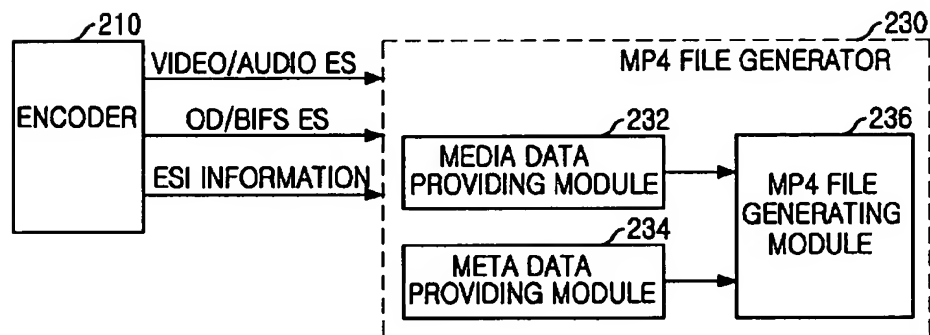 210
ENCODER
VIDEO/AUDIO ES
OD/BIFS ES
ESI INFORMATION
230
MP4 FILE GENERATOR
232
MEDIA DATA
PROVIDING MODULE
234
META DATA
PROVIDING MODULE
236
MP4 FILE
GENERATING
MODULE